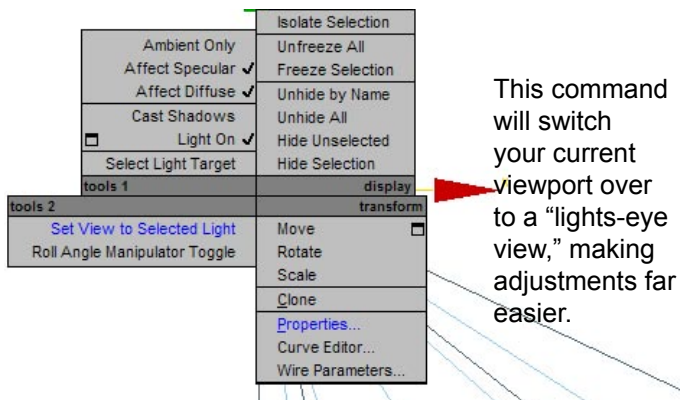 Ambient Only
Affect Specular
Affect Diffuse
Cast Shadows
Light On
Select Light Target
tools 1
Isolate Selection
Unfreeze All
Freeze Selection
Unhide by Name
Unhide All
Hide Unselected
Hide Selection
display
tools 2
Set View to Selected Light
Roll Angle Manipulator Toggle
transform
Move
Rotate
Scale
Clone
Properties...
Curve Editor...
Wire Parameters...
This command
will switch
your current
viewport over
to a “lights-eye
view,” making
adjustments far
easier.